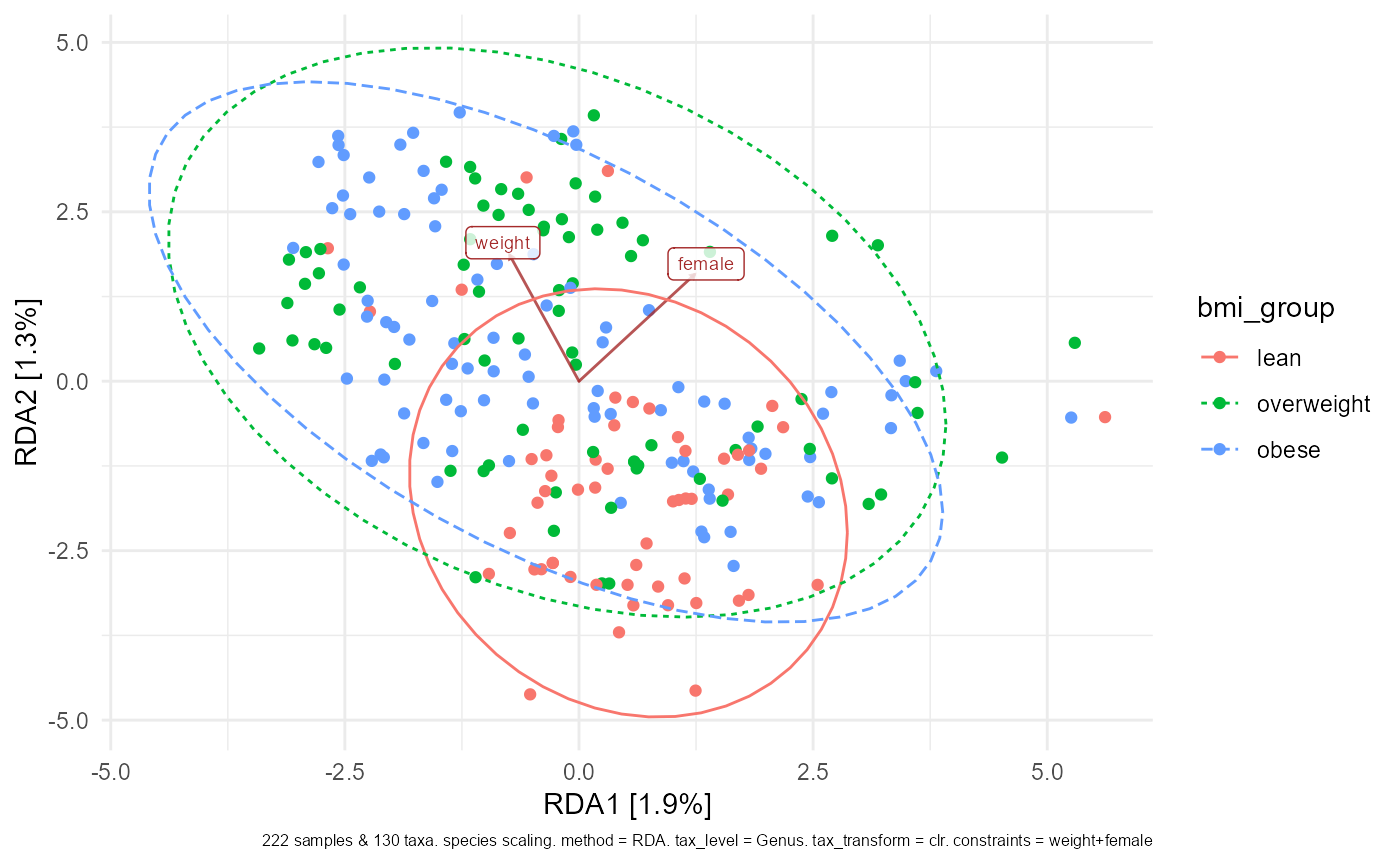 5.0
2.5
0.0
-2.5
-5.0
RDA2 [1.3%]
weight
female
-5.0
-2.5
0.0
2.5
5.0
RDA1 [1.9%]
bmi_group
lean
overweight
obese
222 samples & 130 taxa. species scaling. method = RDA. tax_level = Genus. tax_transform = clr. constraints = weight+female